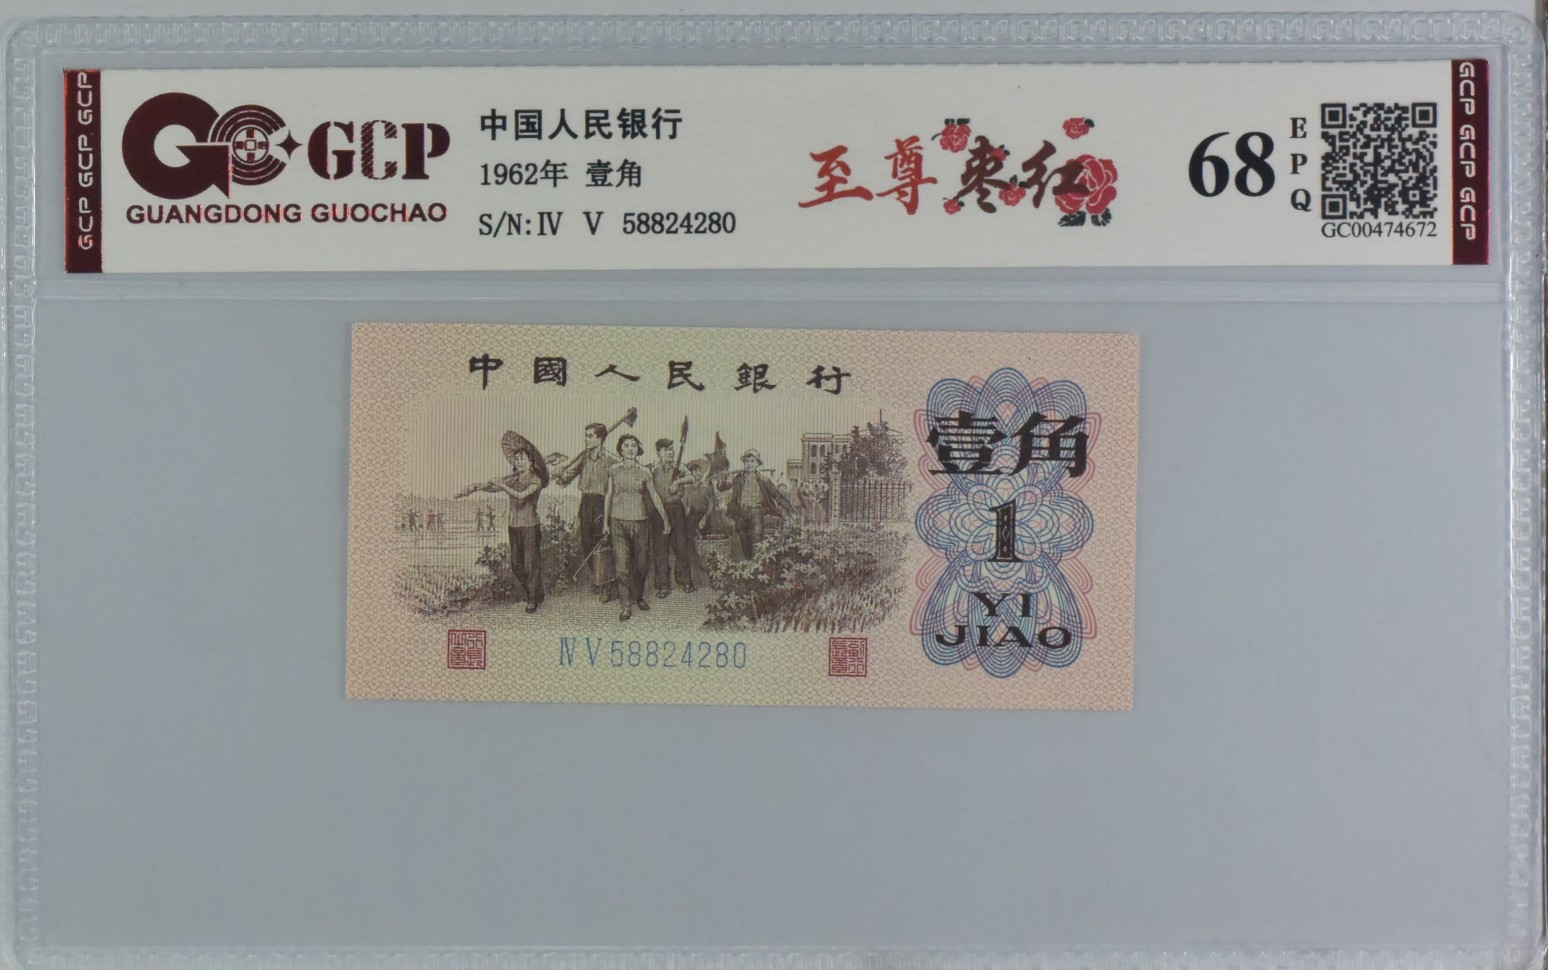 GCP GCP GCP
GCP
GUANGDONG GUOCHAO
中国人民银行
1962年 壹角
S/N:Ⅳ Ⅴ 58824280
至尊枣红
68
EPQ
GC00474672
GCP GCP GCP
中國人民銀行
壹角
1
YI
JIAO
ⅣⅤ58824280